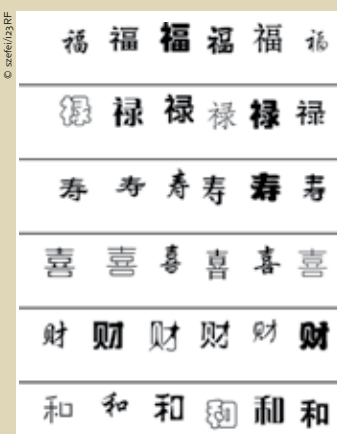 © szefei/123RF
福 福 福 福 福 福
禄 禄 禄 禄 禄 禄
寿 寿 寿 寿 寿 寿
喜 喜 喜 喜 喜 喜
财 财 财 财 财 财
和 和 和 和 和 和